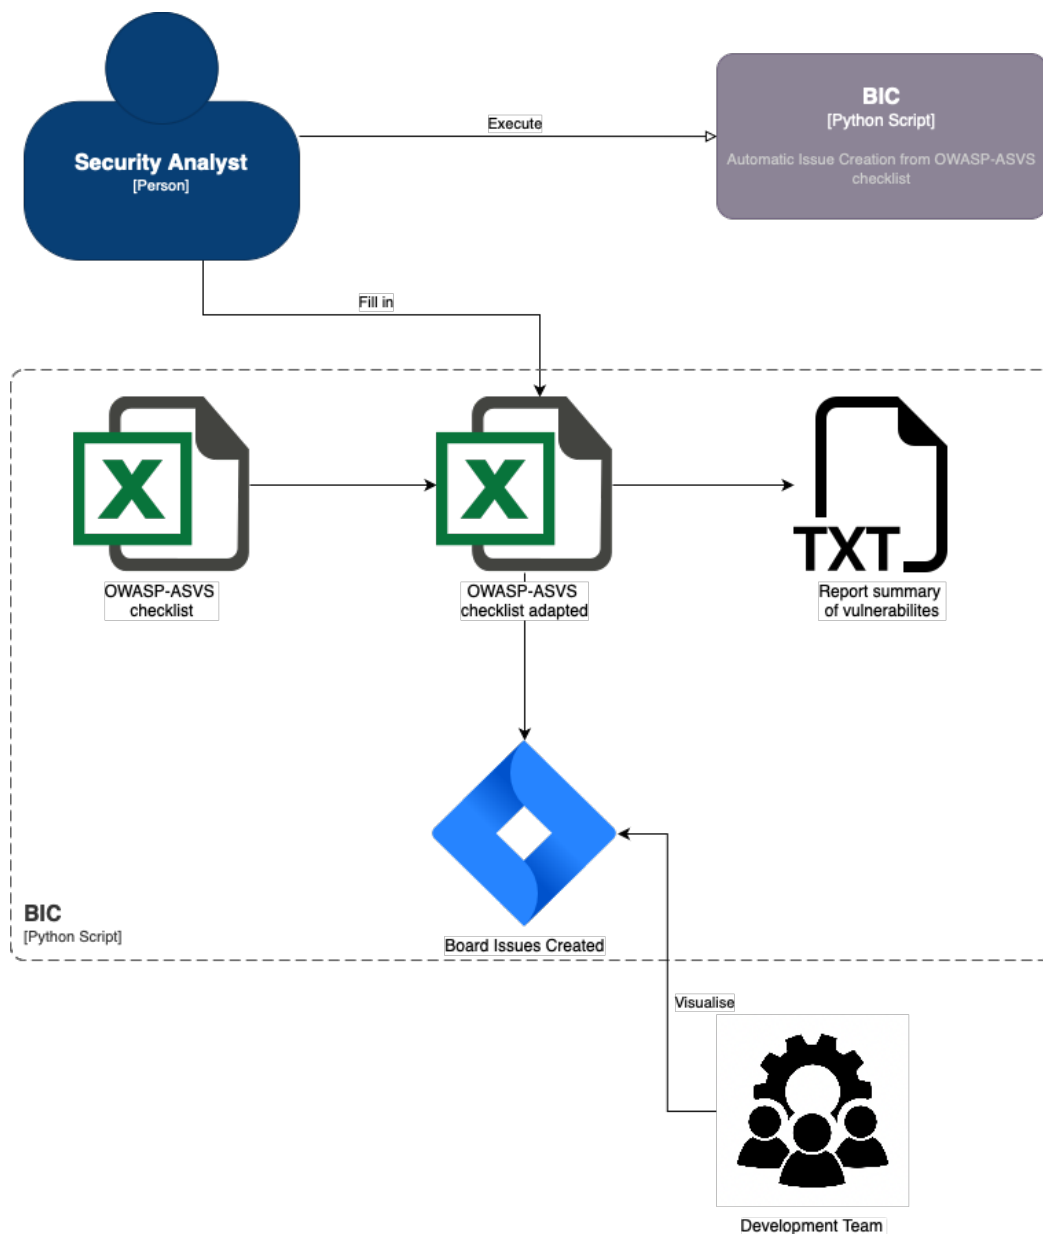 Security Analyst
[Person]
Execute
BIC
[Python Script]
Automatic Issue Creation from OWASP-ASVS
checklist
Fill in
X
X
TXT
OWASP-ASVS
checklist
OWASP-ASVS
checklist adapted
Report summary
of vulnerabilites
BIC
[Python Script]
Board Issues Created
Visualise
Development Team